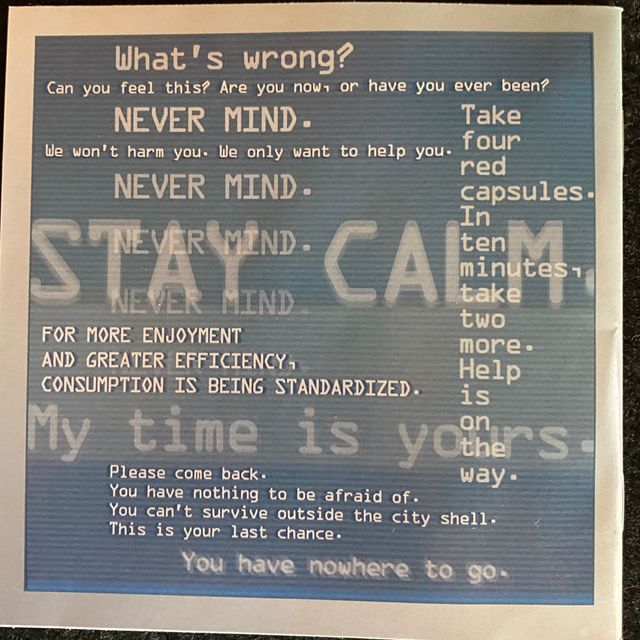 What's wrong?
Can you feel this? Are you now, or have you ever been?
NEVER MIND.
We won't harm you. We only want to help you.
NEVER MIND.
NEVER MIND.
STAY CALM.
NEVER MIND.
FOR MORE ENJOYMENT
AND GREATER EFFICIENCY,
CONSUMPTION IS BEING STANDARDIZED.
My time is yours.
Please come back.
You have nothing to be afraid of.
You can't survive outside the city shell.
This is your last chance.
You have nowhere to go.
Take
four
red
capsules.
In
ten
minutes,
take
two
more.
Help
is
on
the
way.